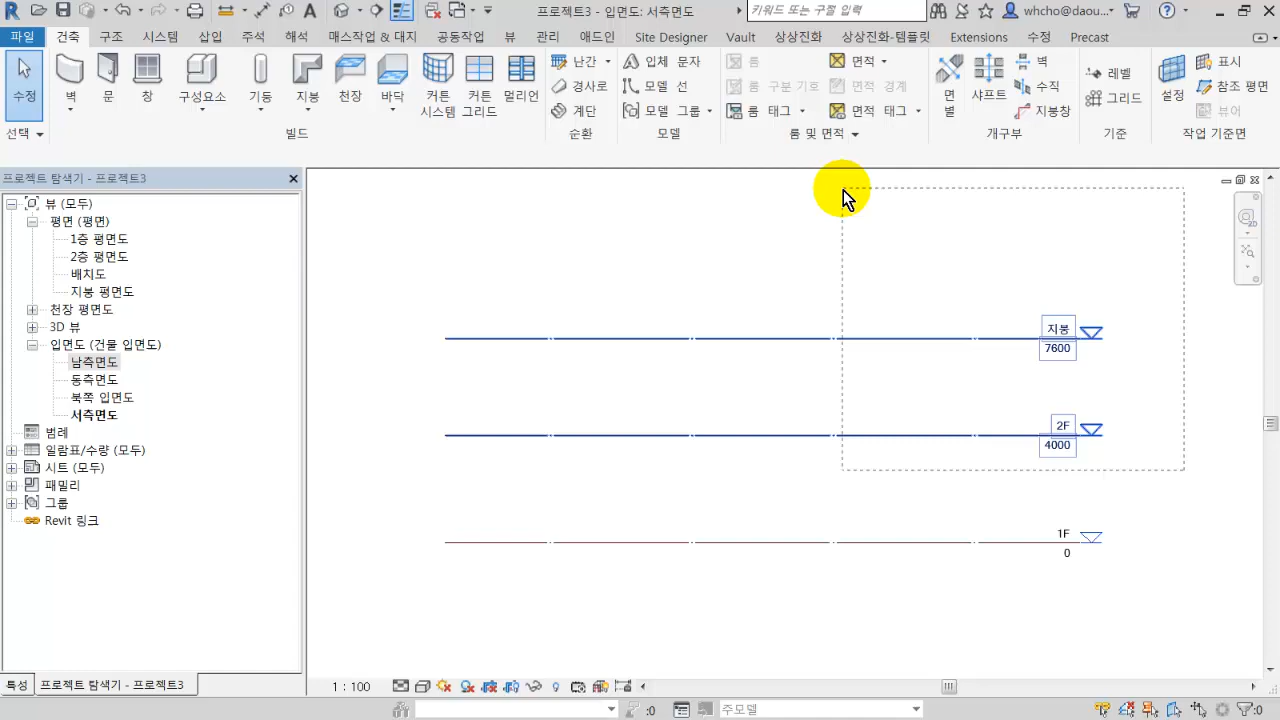 프로젝트3 - 입면도: 서측면도
키워드 또는 구절 입력
whcho@daou...
파일 건축 구조 시스템 삽입 주석 해석 매스작업 & 대지 공동작업 뷰 관리 애드인 Site Designer Vault 상상진화 상상진화-템플릿 Extensions 수정 Precast
수정
벽 문 창 구성요소 기둥 지붕 천장 바닥 커튼 시스템 커튼 그리드 멀리언
난간 경사로 계단
입체 문자 모델 선 모델 그룹
룸 룸 구분 기호 룸 태그
면적 면적 경계 면적 태그
면별 샤프트 벽 수직 지붕창
레벨 그리드
설정 표시 참조 평면 뷰어
선택 빌드 순환 모델 룸 및 면적 개구부 기준 작업 기준면
프로젝트 탐색기 - 프로젝트3
뷰 (모두)
평면 (평면)
1층 평면도
2층 평면도
배치도
지붕 평면도
천장 평면도
3D 뷰
입면도 (건물 입면도)
남측면도
동측면도
북쪽 입면도
서측면도
범례
일람표/수량 (모두)
시트 (모두)
패밀리
그룹
Revit 링크
지붕
7600
2F
4000
1F
0
특성 프로젝트 탐색기 - 프로젝트3
1 : 100
:0 주모델 :0